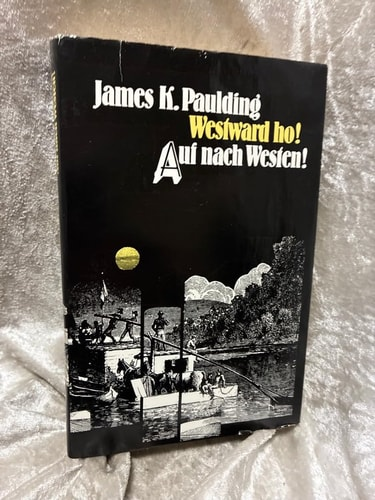 James K. Paulding
Westward ho!
Auf nach Westen!